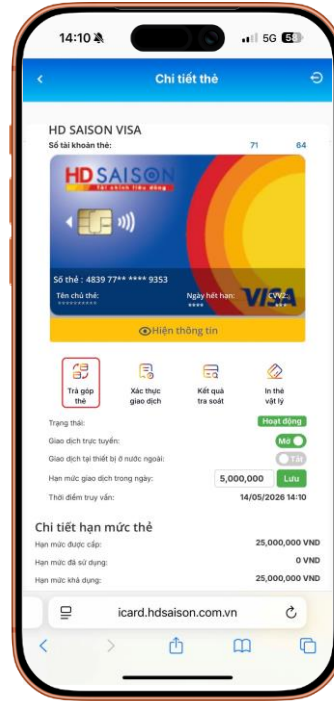 14:10
5G
58
Chi tiết thẻ
HD SAISON VISA
Số tài khoản thẻ: 71 64
HD SAISON
Tài chính tiêu dùng
Số thẻ : 4839 77** **** 9353
Tên chủ thẻ: Ngày hết hạn: CVV2:
*********** **** ***
VISA
Hiện thông tin
Trả góp thẻ
Xác thực giao dịch
Kết quả tra soát
In thẻ vật lý
Trạng thái: Hoạt động
Giao dịch trực tuyến: Mở
Giao dịch tại thiết bị ở nước ngoài: Tắt
Hạn mức giao dịch trong ngày: 5,000,000 Lưu
Thời điểm truy vấn: 14/05/2026 14:10
Chi tiết hạn mức thẻ
Hạn mức được cấp: 25,000,000 VND
Hạn mức đã sử dụng: 0 VND
Hạn mức khả dụng: 25,000,000 VND
icard.hdsaison.com.vn